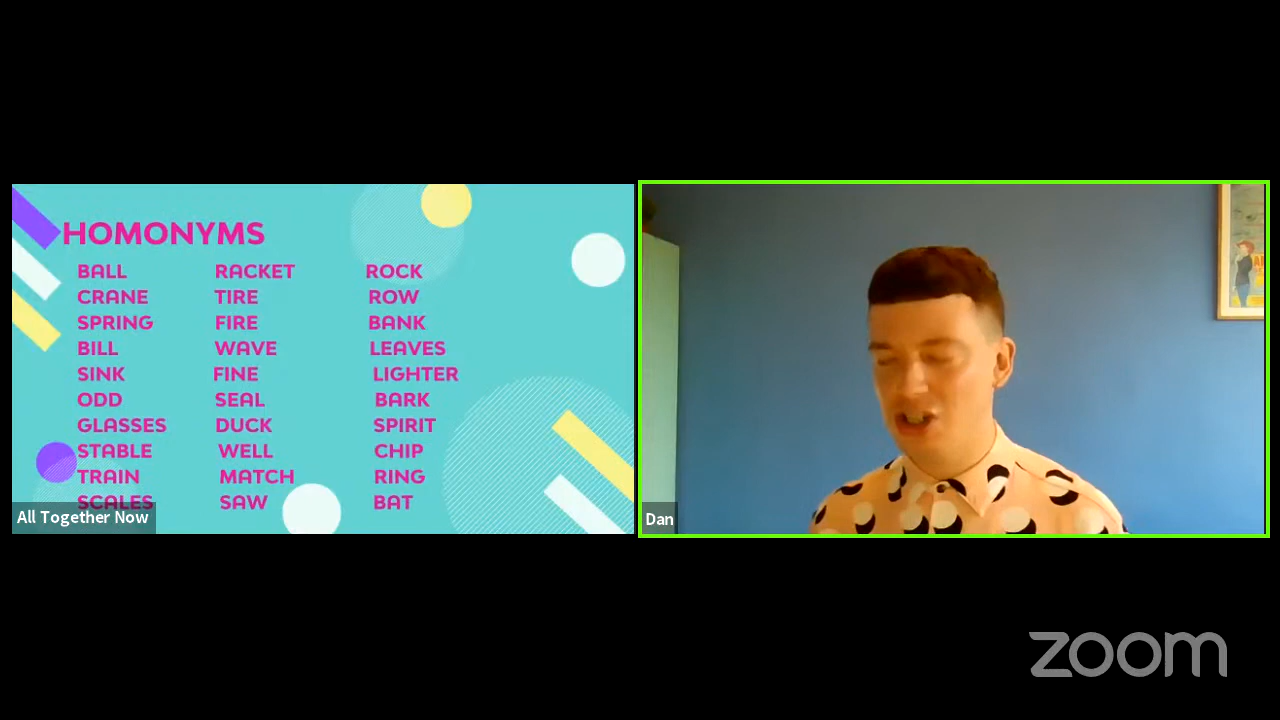 HOMONYMS
BALL RACKET ROCK
CRANE TIRE ROW
SPRING FIRE BANK
BILL WAVE LEAVES
SINK FINE LIGHTER
ODD SEAL BARK
GLASSES DUCK SPIRIT
STABLE WELL CHIP
TRAIN MATCH RING
SCALES SAW BAT
All Together Now
Dan
zoom